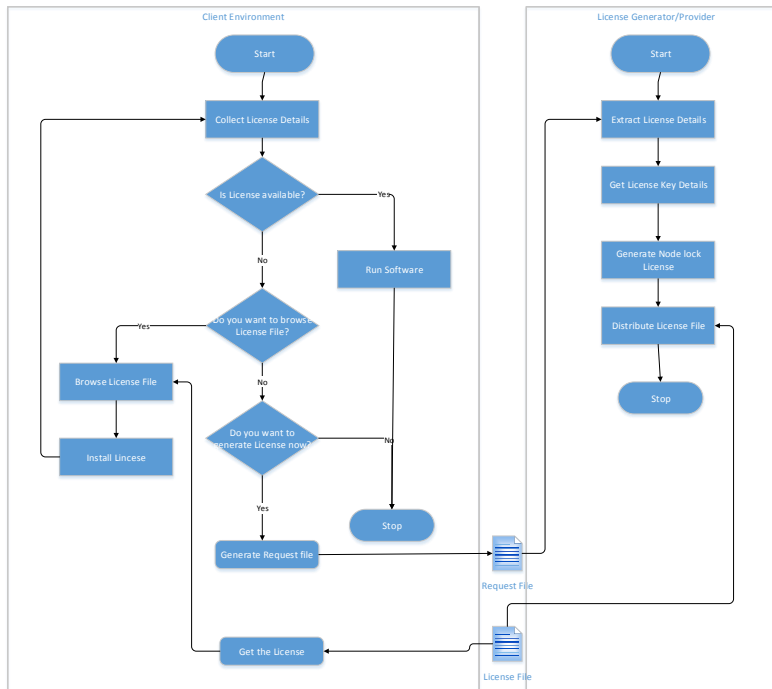 Client Environment
Start
Collect License Details
Is License available?
Yes
No
Run Software
Do you want to browse
License File?
Yes
No
Browse License File
Do you want to
generate License now?
No
Install Lincese
Yes
Stop
Generate Request file
Get the License
Request File
License File
License Generator/Provider
Start
Extract License Details
Get License Key Details
Generate Node lock
License
Distribute License File
Stop